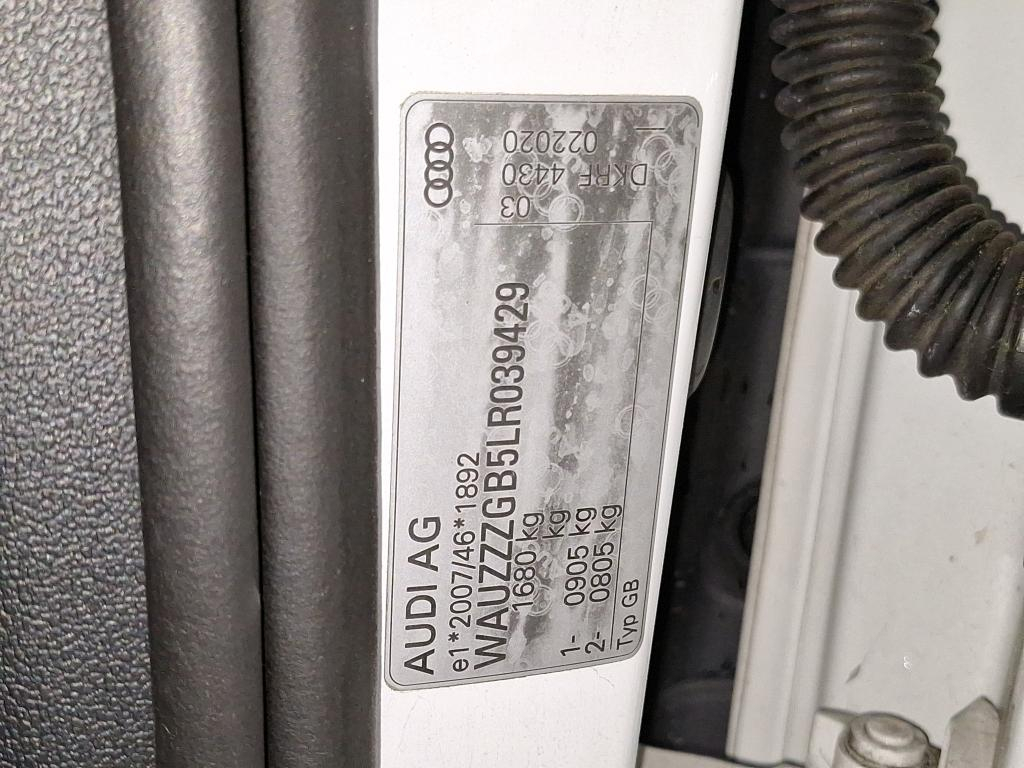 AUDI AG
e1*2007/46*1892
WAUZZZGB5LR039429
1680 kg
kg
1- 0905 kg
2- 0805 kg
Typ GB
03 DKRF 4430
022020